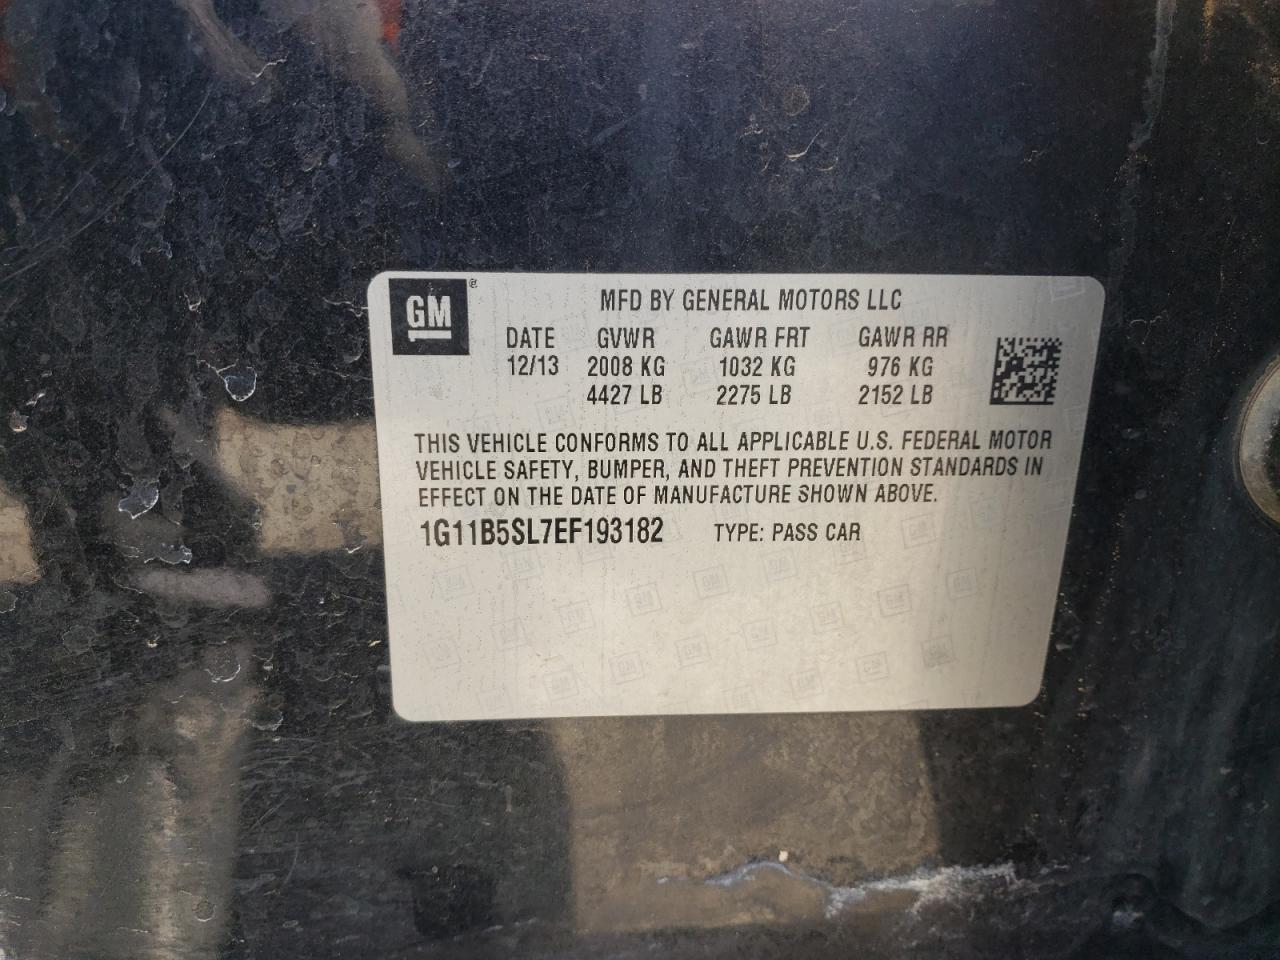 GM ®
MFD BY GENERAL MOTORS LLC
DATE GVWR GAWR FRT GAWR RR
12/13 2008 KG 1032 KG 976 KG
4427 LB 2275 LB 2152 LB
THIS VEHICLE CONFORMS TO ALL APPLICABLE U.S. FEDERAL MOTOR
VEHICLE SAFETY, BUMPER, AND THEFT PREVENTION STANDARDS IN
EFFECT ON THE DATE OF MANUFACTURE SHOWN ABOVE.
1G11B5SL7EF193182 TYPE: PASS CAR